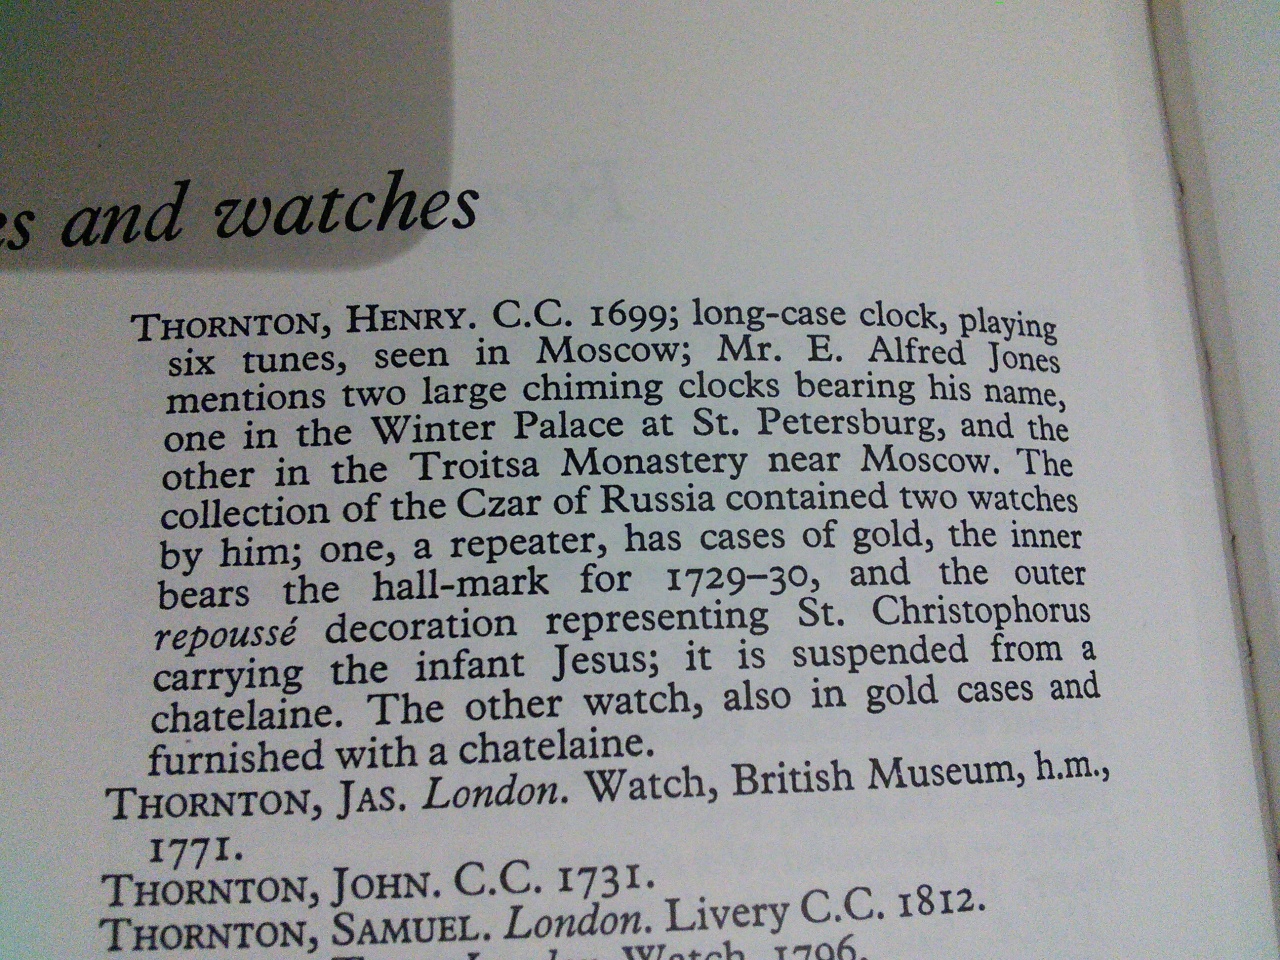 and watches
THORNTON, HENRY. C.C. 1699; long-case clock, playing
six tunes, seen in Moscow; Mr. E. Alfred Jones
mentions two large chiming clocks bearing his name,
one in the Winter Palace at St. Petersburg, and the
other in the Troitsa Monastery near Moscow. The
collection of the Czar of Russia contained two watches
by him; one, a repeater, has cases of gold, the inner
bears the hall-mark for 1729–30, and the outer
repoussé decoration representing St. Christophorus
carrying the infant Jesus; it is suspended from a
chatelaine. The other watch, also in gold cases and
furnished with a chatelaine.
THORNTON, JAS. London. Watch, British Museum, h.m.,
1771.
THORNTON, JOHN. C.C. 1731.
THORNTON, SAMUEL. London. Livery C.C. 1812.
Watch, 1796.